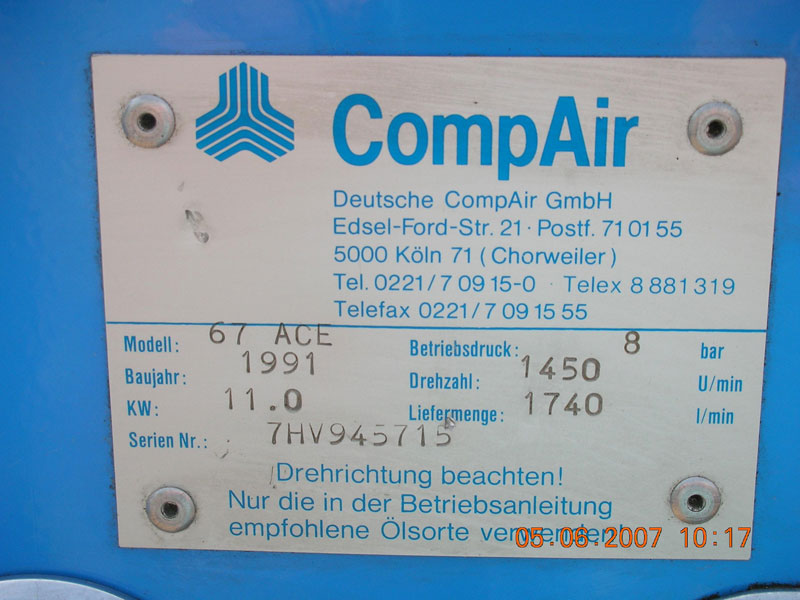 CompAir
Deutsche CompAir GmbH
Edsel-Ford-Str. 21 · Postf. 71 01 55
5000 Köln 71 (Chorweiler)
Tel. 0221/7 09 15-0 · Telex 8 881 319
Telefax 0221/7 09 15 55
Modell: 67 ACE Betriebsdruck: 8 bar
Baujahr: 1991 Drehzahl: 1450 U/min
KW: 11.0 Liefermenge: 1740 l/min
Serien Nr.: 7HV945715
Drehrichtung beachten!
Nur die in der Betriebsanleitung
empfohlene Ölsorte verwenden!
05.06.2007 10:17